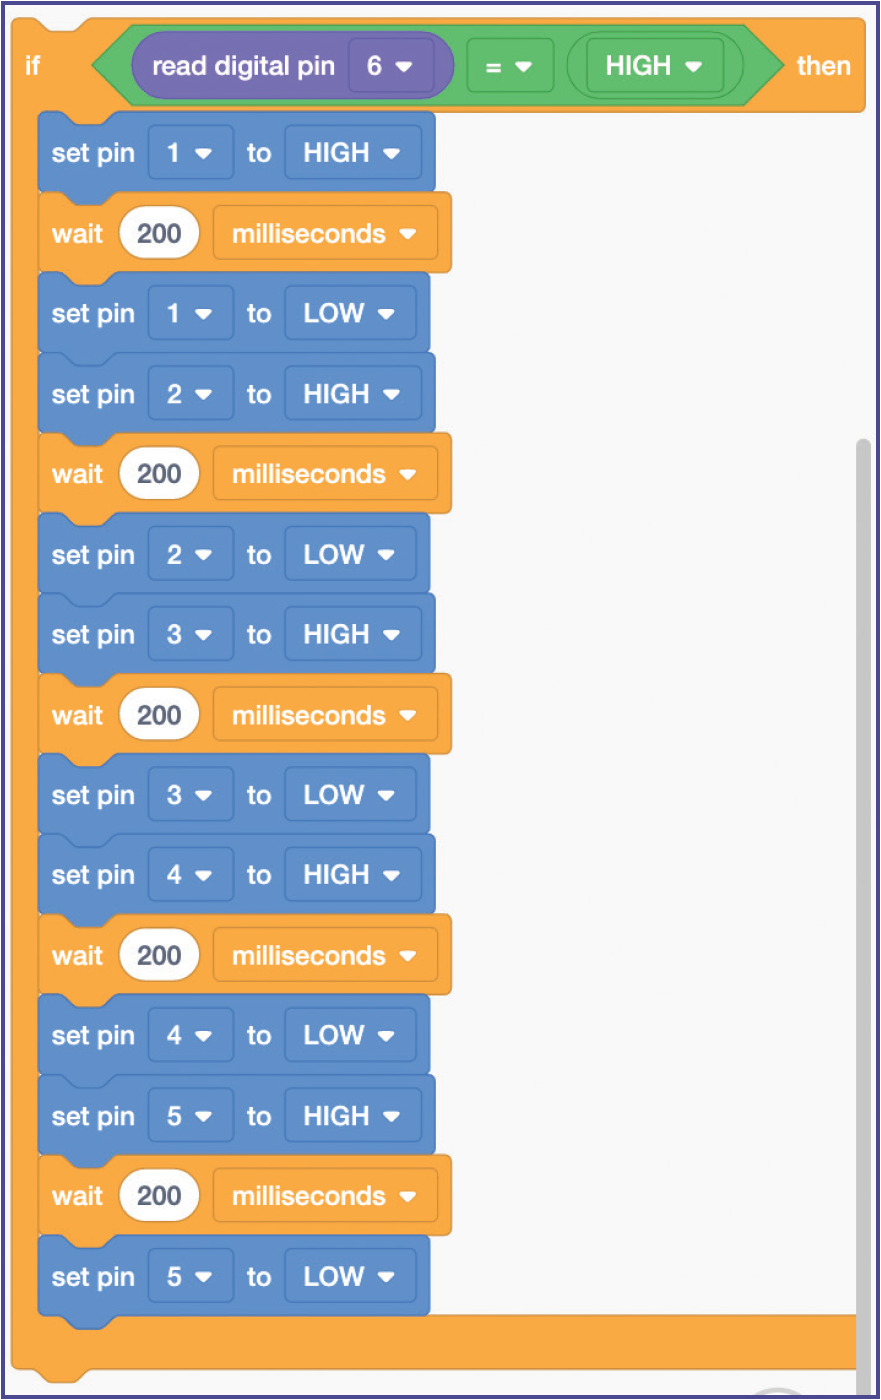 if read digital pin 6 = HIGH then
set pin 1 to HIGH
wait 200 milliseconds
set pin 1 to LOW
set pin 2 to HIGH
wait 200 milliseconds
set pin 2 to LOW
set pin 3 to HIGH
wait 200 milliseconds
set pin 3 to LOW
set pin 4 to HIGH
wait 200 milliseconds
set pin 4 to LOW
set pin 5 to HIGH
wait 200 milliseconds
set pin 5 to LOW